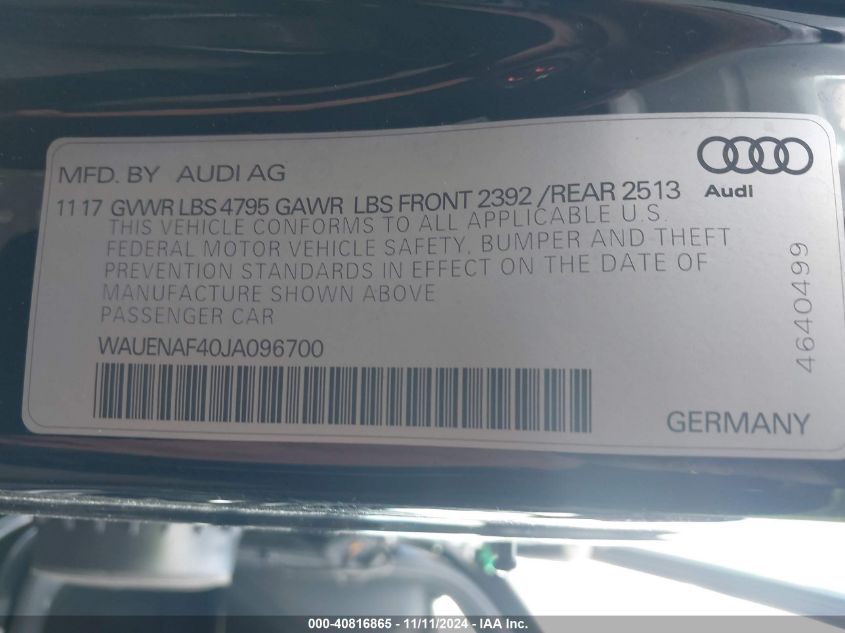 MFD. BY AUDI AG
Audi
11 17 GVWR LBS 4795 GAWR LBS FRONT 2392 /REAR 2513
THIS VEHICLE CONFORMS TO ALL APPLICABLE U.S.
FEDERAL MOTOR VEHICLE SAFETY, BUMPER AND THEFT
PREVENTION STANDARDS IN EFFECT ON THE DATE OF
MANUFACTURE SHOWN ABOVE
PASSENGER CAR
WAUENAF40JA096700
4640499
GERMANY
000-40816865 - 11/11/2024 - IAAI Inc.